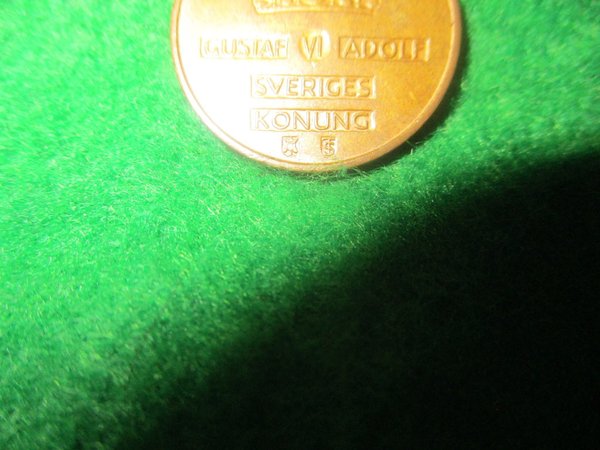 GUSTAF VI ADOLF
SVERIGES
KONUNG